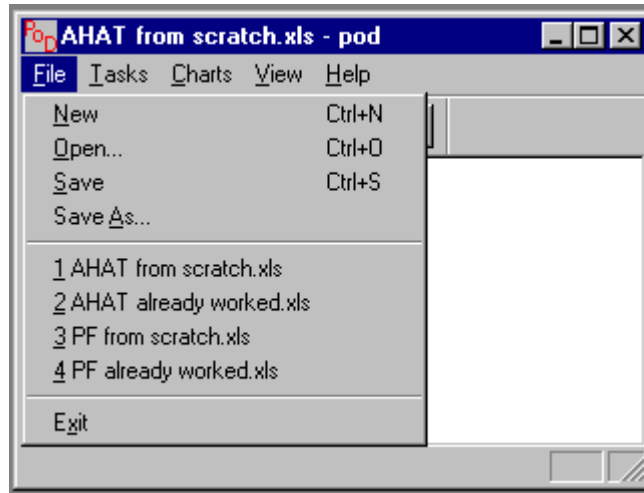 PoD AHAT from scratch.xls - pod
File Tasks Charts View Help
New Ctrl+N
Open... Ctrl+O
Save Ctrl+S
Save As...
1 AHAT from scratch.xls
2 AHAT already worked.xls
3 PF from scratch.xls
4 PF already worked.xls
Exit